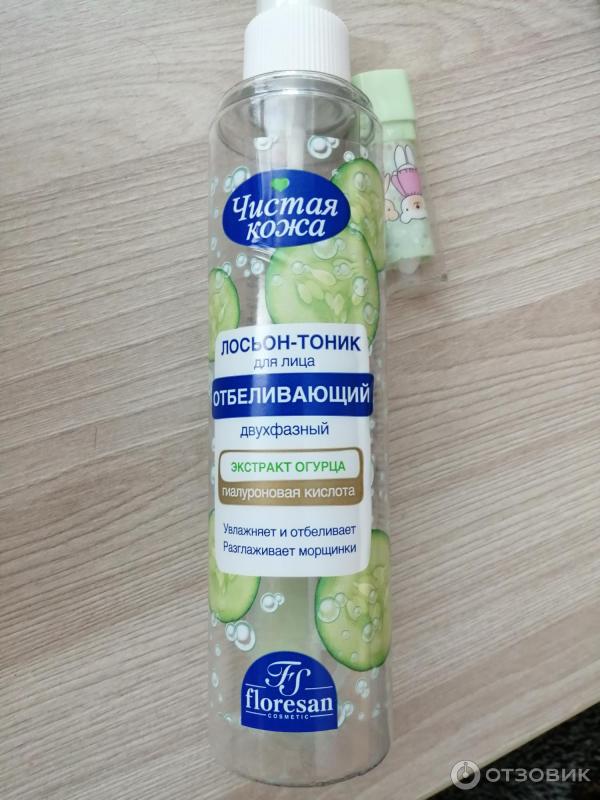 Чистая
кожа
ЛОСЬОН-ТОНИК
для лица
ОТБЕЛИВАЮЩИЙ
двухфазный
ЭКСТРАКТ ОГУРЦА
гиалуроновая кислота
Увлажняет и отбеливает
Разглаживает морщинки
FS
floresan
COSMETIC
ОТЗОВИК